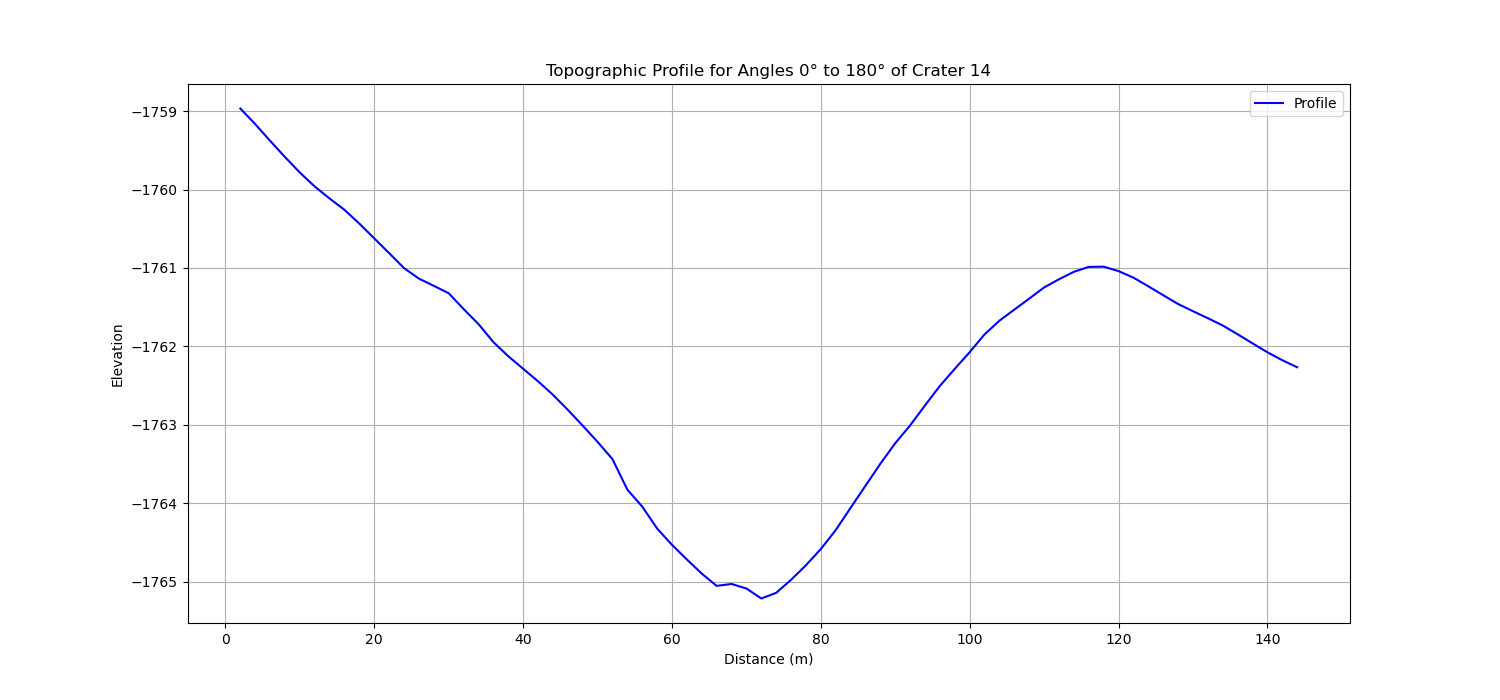 Topographic Profile for Angles 0° to 180° of Crater 14
Profile
−1759
−1760
−1761
−1762
−1763
−1764
−1765
Elevation
0 20 40 60 80 100 120 140
Distance (m)